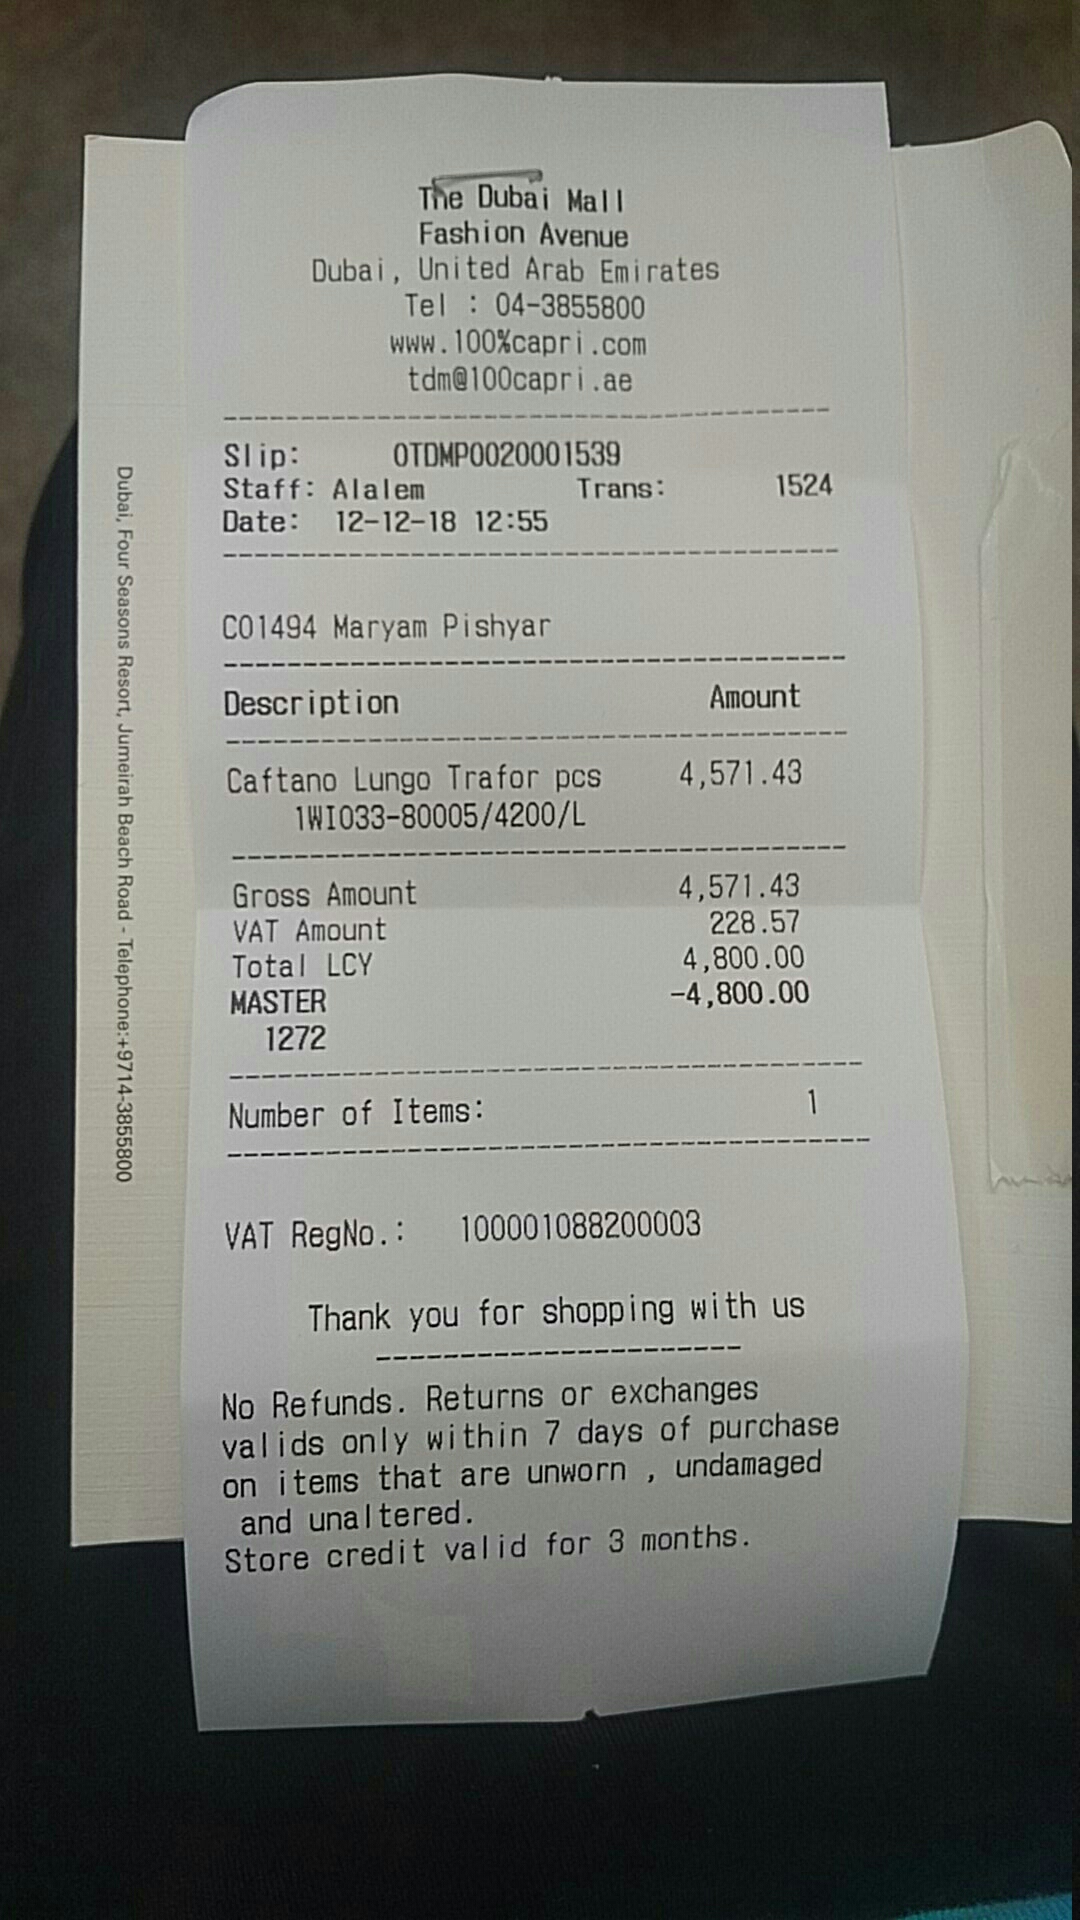 The Dubai Mall
Fashion Avenue
Dubai, United Arab Emirates
Tel : 04-3855800
www.100%capri.com
tdm@100capri.ae
Slip: OTDMP0020001539
Staff: Alalem Trans: 1524
Date: 12-12-18 12:55
C01494 Maryam Pishyar
Description Amount
Caftano Lungo Trafor pcs 4,571.43
1WI033-80005/4200/L
Gross Amount 4,571.43
VAT Amount 228.57
Total LCY 4,800.00
MASTER -4,800.00
1272
Number of Items: 1
VAT RegNo.: 100001088200003
Thank you for shopping with us
No Refunds. Returns or exchanges
valids only within 7 days of purchase
on items that are unworn , undamaged
and unaltered.
Store credit valid for 3 months.
Dubai, Four Seasons Resort, Jumeirah Beach Road - Telephone:+9714-3855800